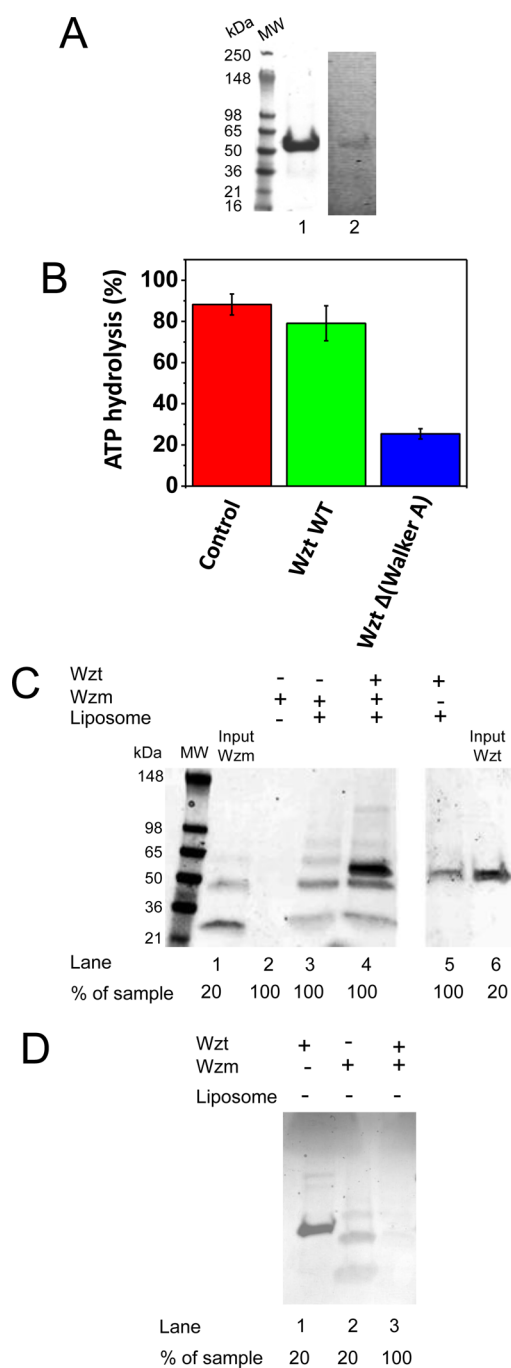 A
kDa MW
250
148
98
65
50
36
21
16
1 2
B
ATP hydrolysis (%)
100
80
60
40
20
0
Control
Wzt WT
Wzt Δ(Walker A)
C
Wzt - - + +
Wzm + + + -
Liposome - + + +
kDa MW Input Wzm Input Wzt
148
98
65
50
36
21
Lane 1 2 3 4 5 6
% of sample 20 100 100 100 100 20
D
Wzt + - +
Wzm - + +
Liposome - - -
Lane 1 2 3
% of sample 20 20 100